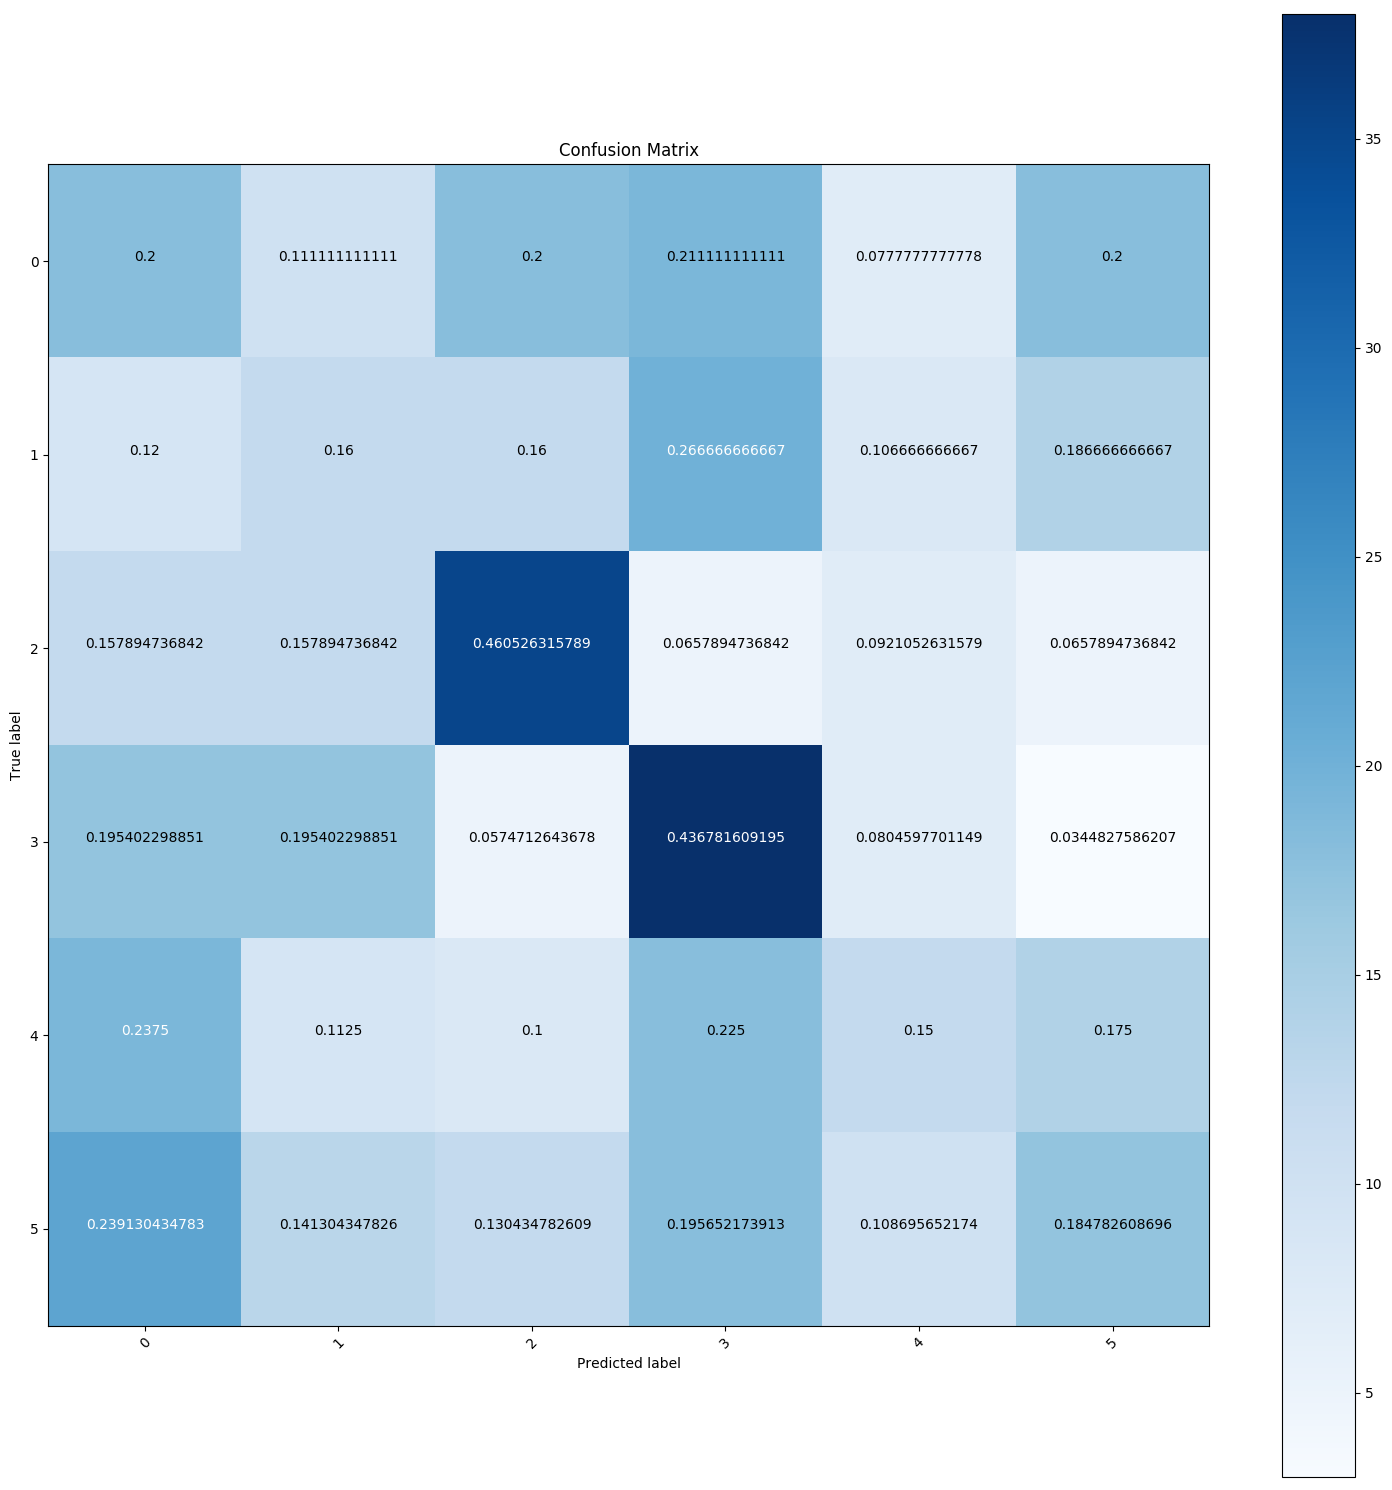 Confusion Matrix
0 0.2 0.111111111111 0.2 0.211111111111 0.0777777777778 0.2
1 0.12 0.16 0.16 0.266666666667 0.106666666667 0.186666666667
2 0.157894736842 0.157894736842 0.460526315789 0.0657894736842 0.0921052631579 0.0657894736842
3 0.195402298851 0.195402298851 0.0574712643678 0.436781609195 0.0804597701149 0.0344827586207
4 0.2375 0.1125 0.1 0.225 0.15 0.175
5 0.239130434783 0.141304347826 0.130434782609 0.195652173913 0.108695652174 0.184782608696
0 1 2 3 4 5
Predicted label
True label
35
30
25
20
15
10
5